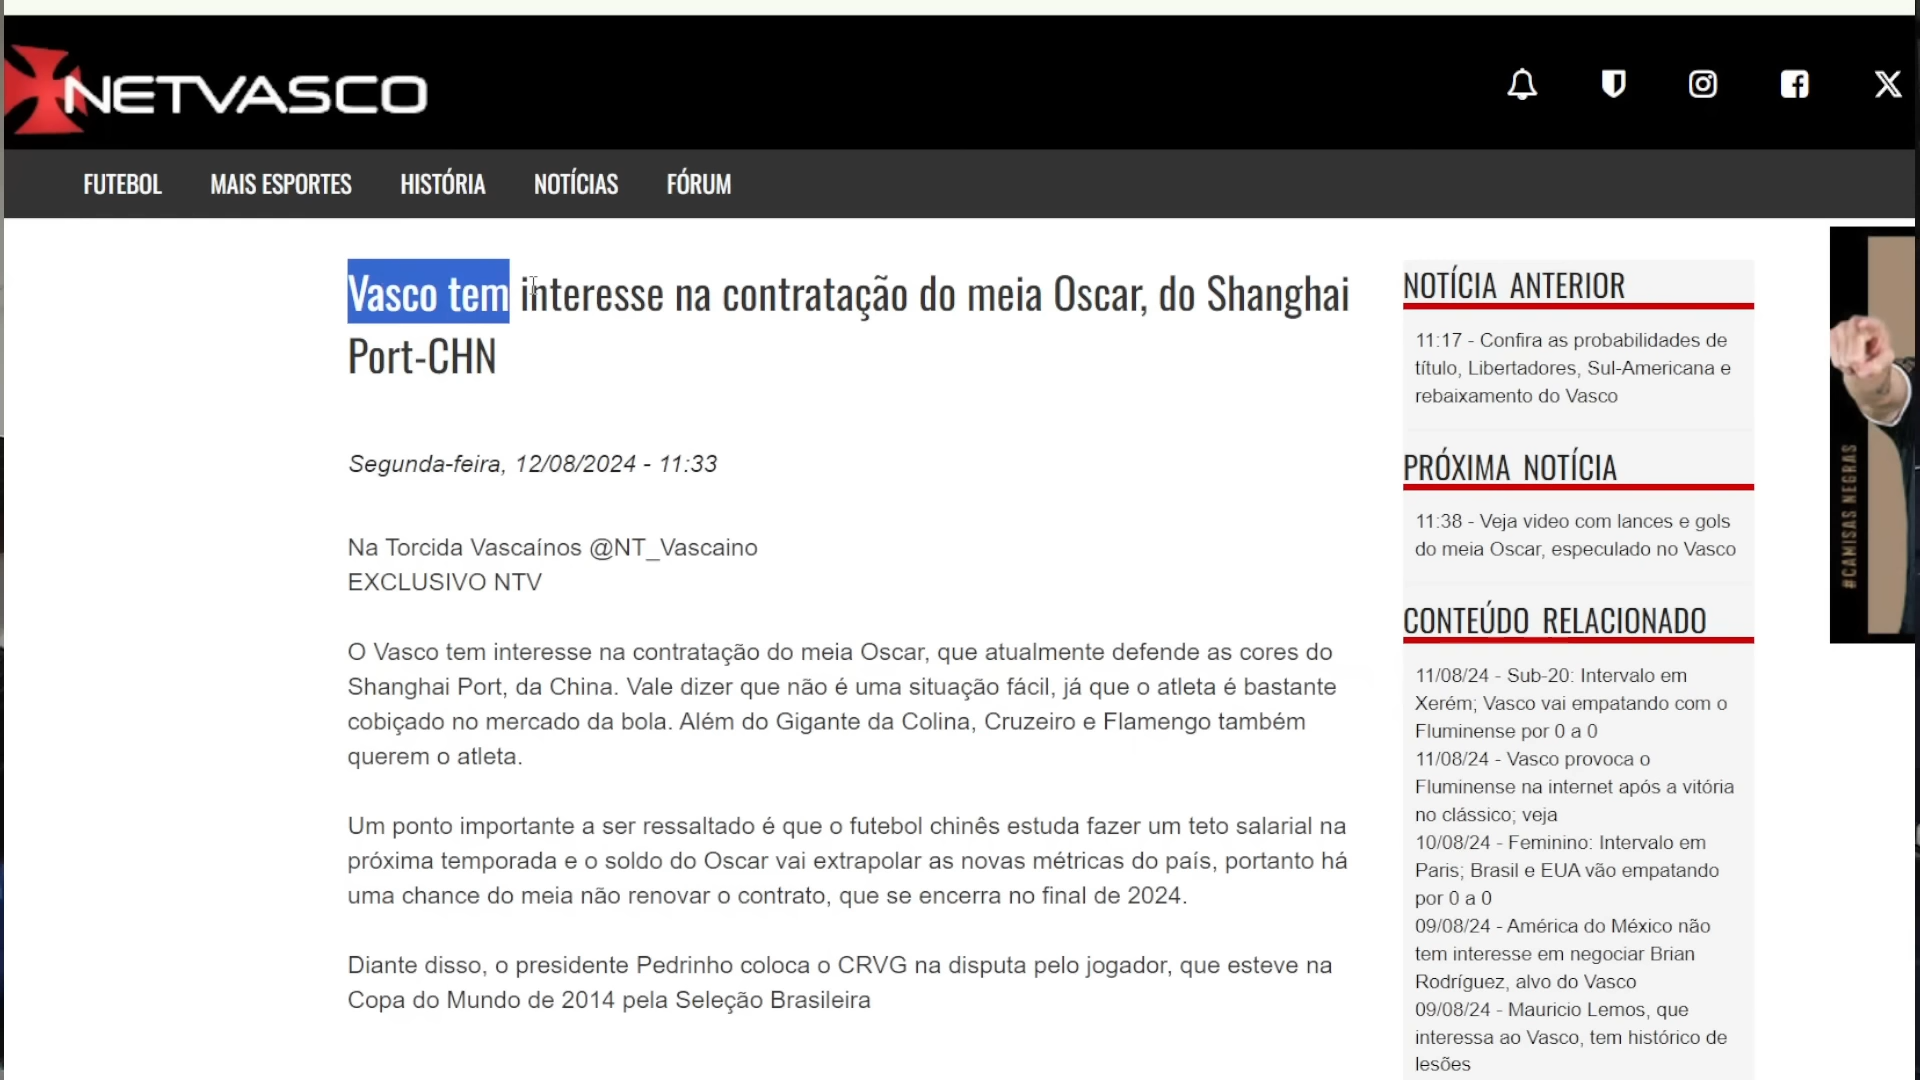 NETVASCO
FUTEBOL MAIS ESPORTES HISTÓRIA NOTÍCIAS FÓRUM
Vasco tem interesse na contratação do meia Oscar, do Shanghai
Port-CHN
Segunda-feira, 12/08/2024 - 11:33
Na Torcida Vascaínos @NT_Vascaino
EXCLUSIVO NTV
O Vasco tem interesse na contratação do meia Oscar, que atualmente defende as cores do
Shanghai Port, da China. Vale dizer que não é uma situação fácil, já que o atleta é bastante
cobiçado no mercado da bola. Além do Gigante da Colina, Cruzeiro e Flamengo também
querem o atleta.
Um ponto importante a ser ressaltado é que o futebol chinês estuda fazer um teto salarial na
próxima temporada e o soldo do Oscar vai extrapolar as novas métricas do país, portanto há
uma chance do meia não renovar o contrato, que se encerra no final de 2024.
Diante disso, o presidente Pedrinho coloca o CRVG na disputa pelo jogador, que esteve na
Copa do Mundo de 2014 pela Seleção Brasileira
NOTÍCIA ANTERIOR
11:17 - Confira as probabilidades de
título, Libertadores, Sul-Americana e
rebaixamento do Vasco
PRÓXIMA NOTÍCIA
11:38 - Veja video com lances e gols
do meia Oscar, especulado no Vasco
CONTEÚDO RELACIONADO
11/08/24 - Sub-20: Intervalo em
Xerém; Vasco vai empatando com o
Fluminense por 0 a 0
11/08/24 - Vasco provoca o
Fluminense na internet após a vitória
no clássico; veja
10/08/24 - Feminino: Intervalo em
Paris; Brasil e EUA vão empatando
por 0 a 0
09/08/24 - América do México não
tem interesse em negociar Brian
Rodríguez, alvo do Vasco
09/08/24 - Mauricio Lemos, que
interessa ao Vasco, tem histórico de
lesões
#CAMISAS NEGRAS